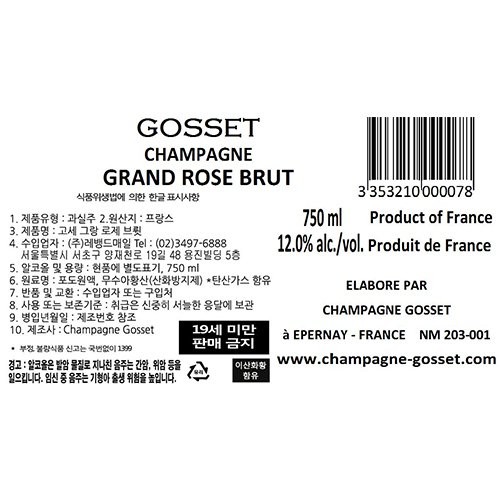 GOSSET
CHAMPAGNE
GRAND ROSE BRUT
식품위생법에 의한 한글 표시사항
1. 제품유형 : 과실주 2.원산지 : 프랑스
3. 제품명 : 고세 그랑 로제 브륏
4. 수입업자 : (주)레벵드매일 Tel : (02)3497-6888
서울특별시 서초구 양재천로 19길 48 용진빌딩 5층
5. 알코올 및 용량 : 현품에 별도표기, 750 ml
6. 원료명 : 포도원액, 무수아황산(산화방지제) *탄산가스 함유
7. 반품 및 교환 : 수입업자 또는 구입처
8. 사용 또는 보존기준 : 취급시 신중히 서늘한 응달에 보관
9. 병입년월일 : 제조번호 참조
10. 제조사 : Champagne Gosset
* 부정, 불량식품 신고는 국번없이 1399
19세 미만
판매 금지
경고 : 알코올은 발암 물질로 지나친 음주는 간암, 위암 등을
일으킵니다. 임신 중 음주는 기형아 출생 위험을 높입니다.
유리
이산화황
함유
3 353210 000078
750 ml Product of France
12.0% alc./vol. Produit de France
ELABORE PAR
CHAMPAGNE GOSSET
à EPERNAY - FRANCE NM 203-001
www.champagne-gosset.com